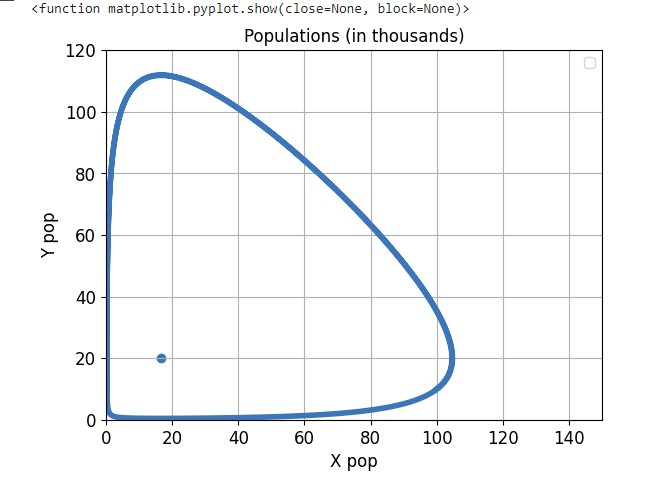 <function matplotlib.pyplot.show(close=None, block=None)>
Populations (in thousands)
120
100
80
60
40
20
0
Y pop
0 20 40 60 80 100 120 140
X pop